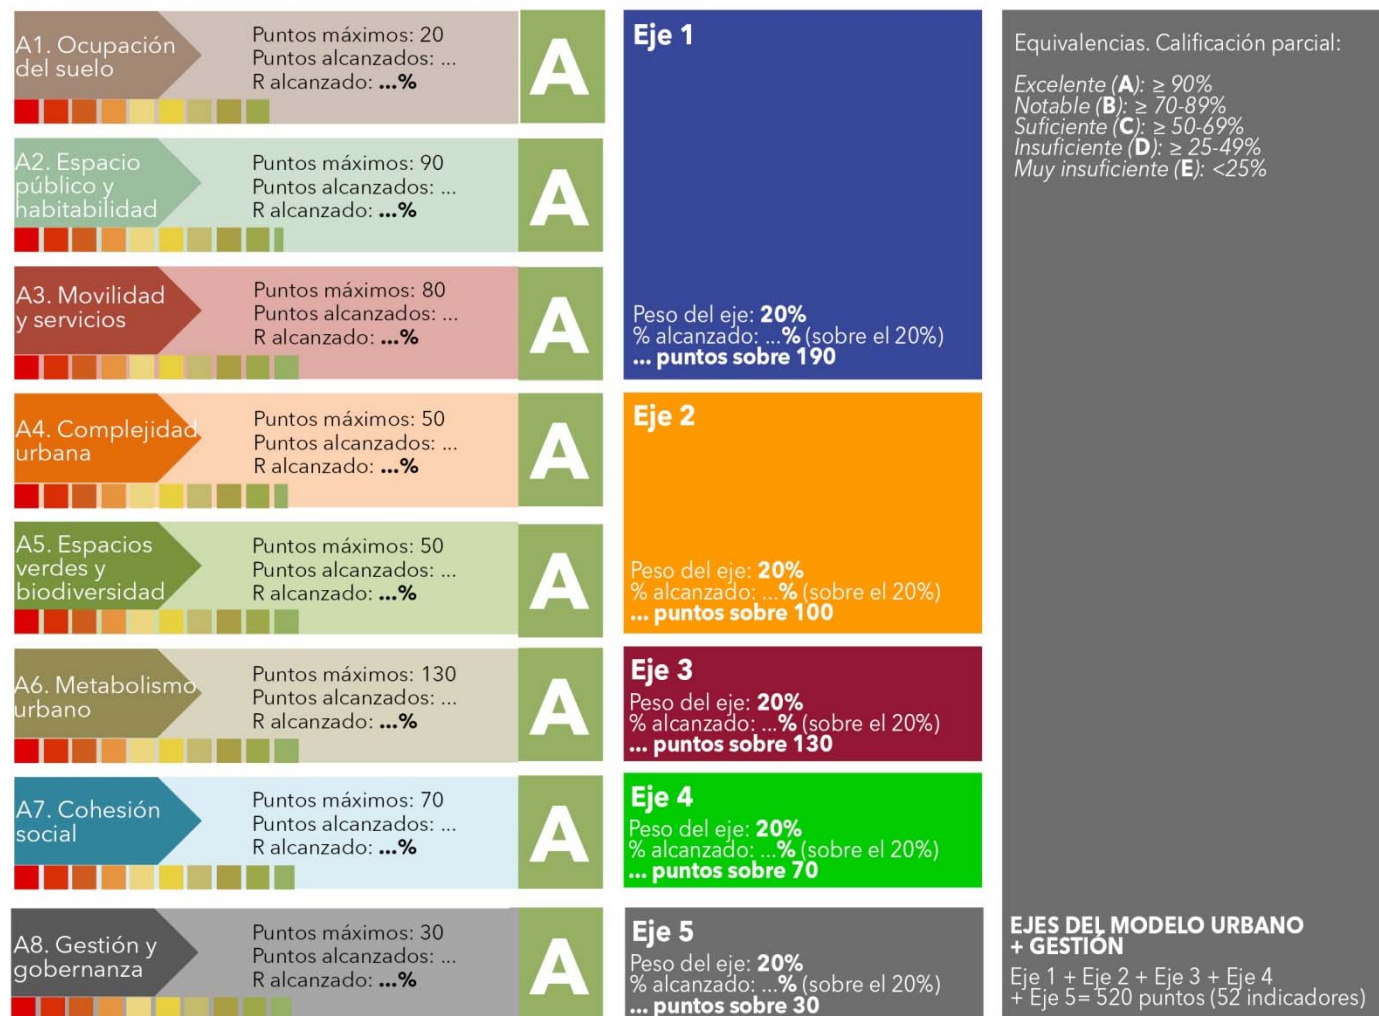 A1. Ocupación
del suelo
Puntos máximos: 20
Puntos alcanzados: ...
R alcanzado: ...%
A
A2. Espacio
público y
habitabilidad
Puntos máximos: 90
Puntos alcanzados: ...
R alcanzado: ...%
A
A3. Movilidad
y servicios
Puntos máximos: 80
Puntos alcanzados: ...
R alcanzado: ...%
A
A4. Complejidad
urbana
Puntos máximos: 50
Puntos alcanzados: ...
R alcanzado: ...%
A
A5. Espacios
verdes y
biodiversidad
Puntos máximos: 50
Puntos alcanzados: ...
R alcanzado: ...%
A
A6. Metabolismo
urbano
Puntos máximos: 130
Puntos alcanzados: ...
R alcanzado: ...%
A
A7. Cohesión
social
Puntos máximos: 70
Puntos alcanzados: ...
R alcanzado: ...%
A
A8. Gestión y
gobernanza
Puntos máximos: 30
Puntos alcanzados: ...
R alcanzado: ...%
A
Eje 1
Peso del eje: 20%
% alcanzado: ...% (sobre el 20%)
... puntos sobre 190
Eje 2
Peso del eje: 20%
% alcanzado: ...% (sobre el 20%)
... puntos sobre 100
Eje 3
Peso del eje: 20%
% alcanzado: ...% (sobre el 20%)
... puntos sobre 130
Eje 4
Peso del eje: 20%
% alcanzado: ...% (sobre el 20%)
... puntos sobre 70
Eje 5
Peso del eje: 20%
% alcanzado: ...% (sobre el 20%)
... puntos sobre 30
Equivalencias. Calificación parcial:
Excelente (A): ≥ 90%
Notable (B): ≥ 70-89%
Suficiente (C): ≥ 50-69%
Insuficiente (D): ≥ 25-49%
Muy insuficiente (E): <25%
EJES DEL MODELO URBANO
+ GESTIÓN
Eje 1 + Eje 2 + Eje 3 + Eje 4
+ Eje 5= 520 puntos (52 indicadores)